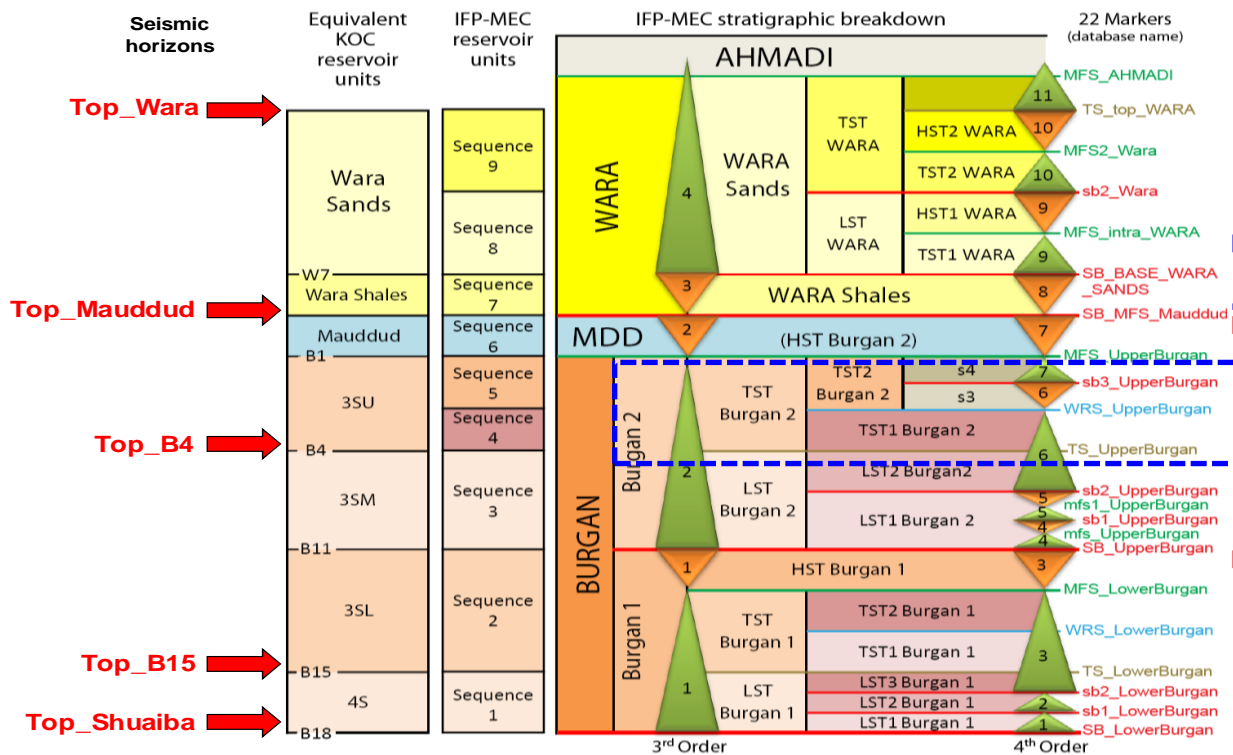 Seismic
horizons
Equivalent
KOC
reservoir
units
IFP-MEC
reservoir
units
IFP-MEC stratigraphic breakdown
22 Markers
(database name)
Top_Wara
Top_Mauddud
Top_B4
Top_B15
Top_Shuaiba
Wara
Sands
W7
Wara Shales
Mauddud
B1
3SU
B4
3SM
B11
3SL
B15
4S
B18
Sequence
9
Sequence
8
Sequence
7
Sequence
6
Sequence
5
Sequence
4
Sequence
3
Sequence
2
Sequence
1
AHMADI
WARA
MDD
BURGAN
Burgan 2
Burgan 1
4
3
2
2
1
1
WARA
Sands
WARA Shales
(HST Burgan 2)
TST
Burgan 2
LST
Burgan 2
HST Burgan 1
TST
Burgan 1
LST
Burgan 1
TST
WARA
LST
WARA
HST2 WARA
TST2 WARA
HST1 WARA
TST1 WARA
TST2
Burgan 2
s4
s3
TST1 Burgan 2
LST2 Burgan2
LST1 Burgan 2
TST2 Burgan 1
TST1 Burgan 1
LST3 Burgan 1
LST2 Burgan 1
LST1 Burgan 1
11
10
10
9
9
8
7
7
6
6
5
5
4
4
3
3
2
1
MFS_AHMADI
TS_top_WARA
MFS2_Wara
sb2_Wara
MFS_intra_WARA
SB_BASE_WARA
_SANDS
SB_MFS_Mauddud
MFS_UpperBurgan
sb3_UpperBurgan
WRS_UpperBurgan
TS_UpperBurgan
sb2_UpperBurgan
mfs1_UpperBurgan
sb1_UpperBurgan
mfs_UpperBurgan
SB_UpperBurgan
MFS_LowerBurgan
WRS_LowerBurgan
TS_LowerBurgan
sb2_LowerBurgan
sb1_LowerBurgan
SB_LowerBurgan
3rd Order
4th Order